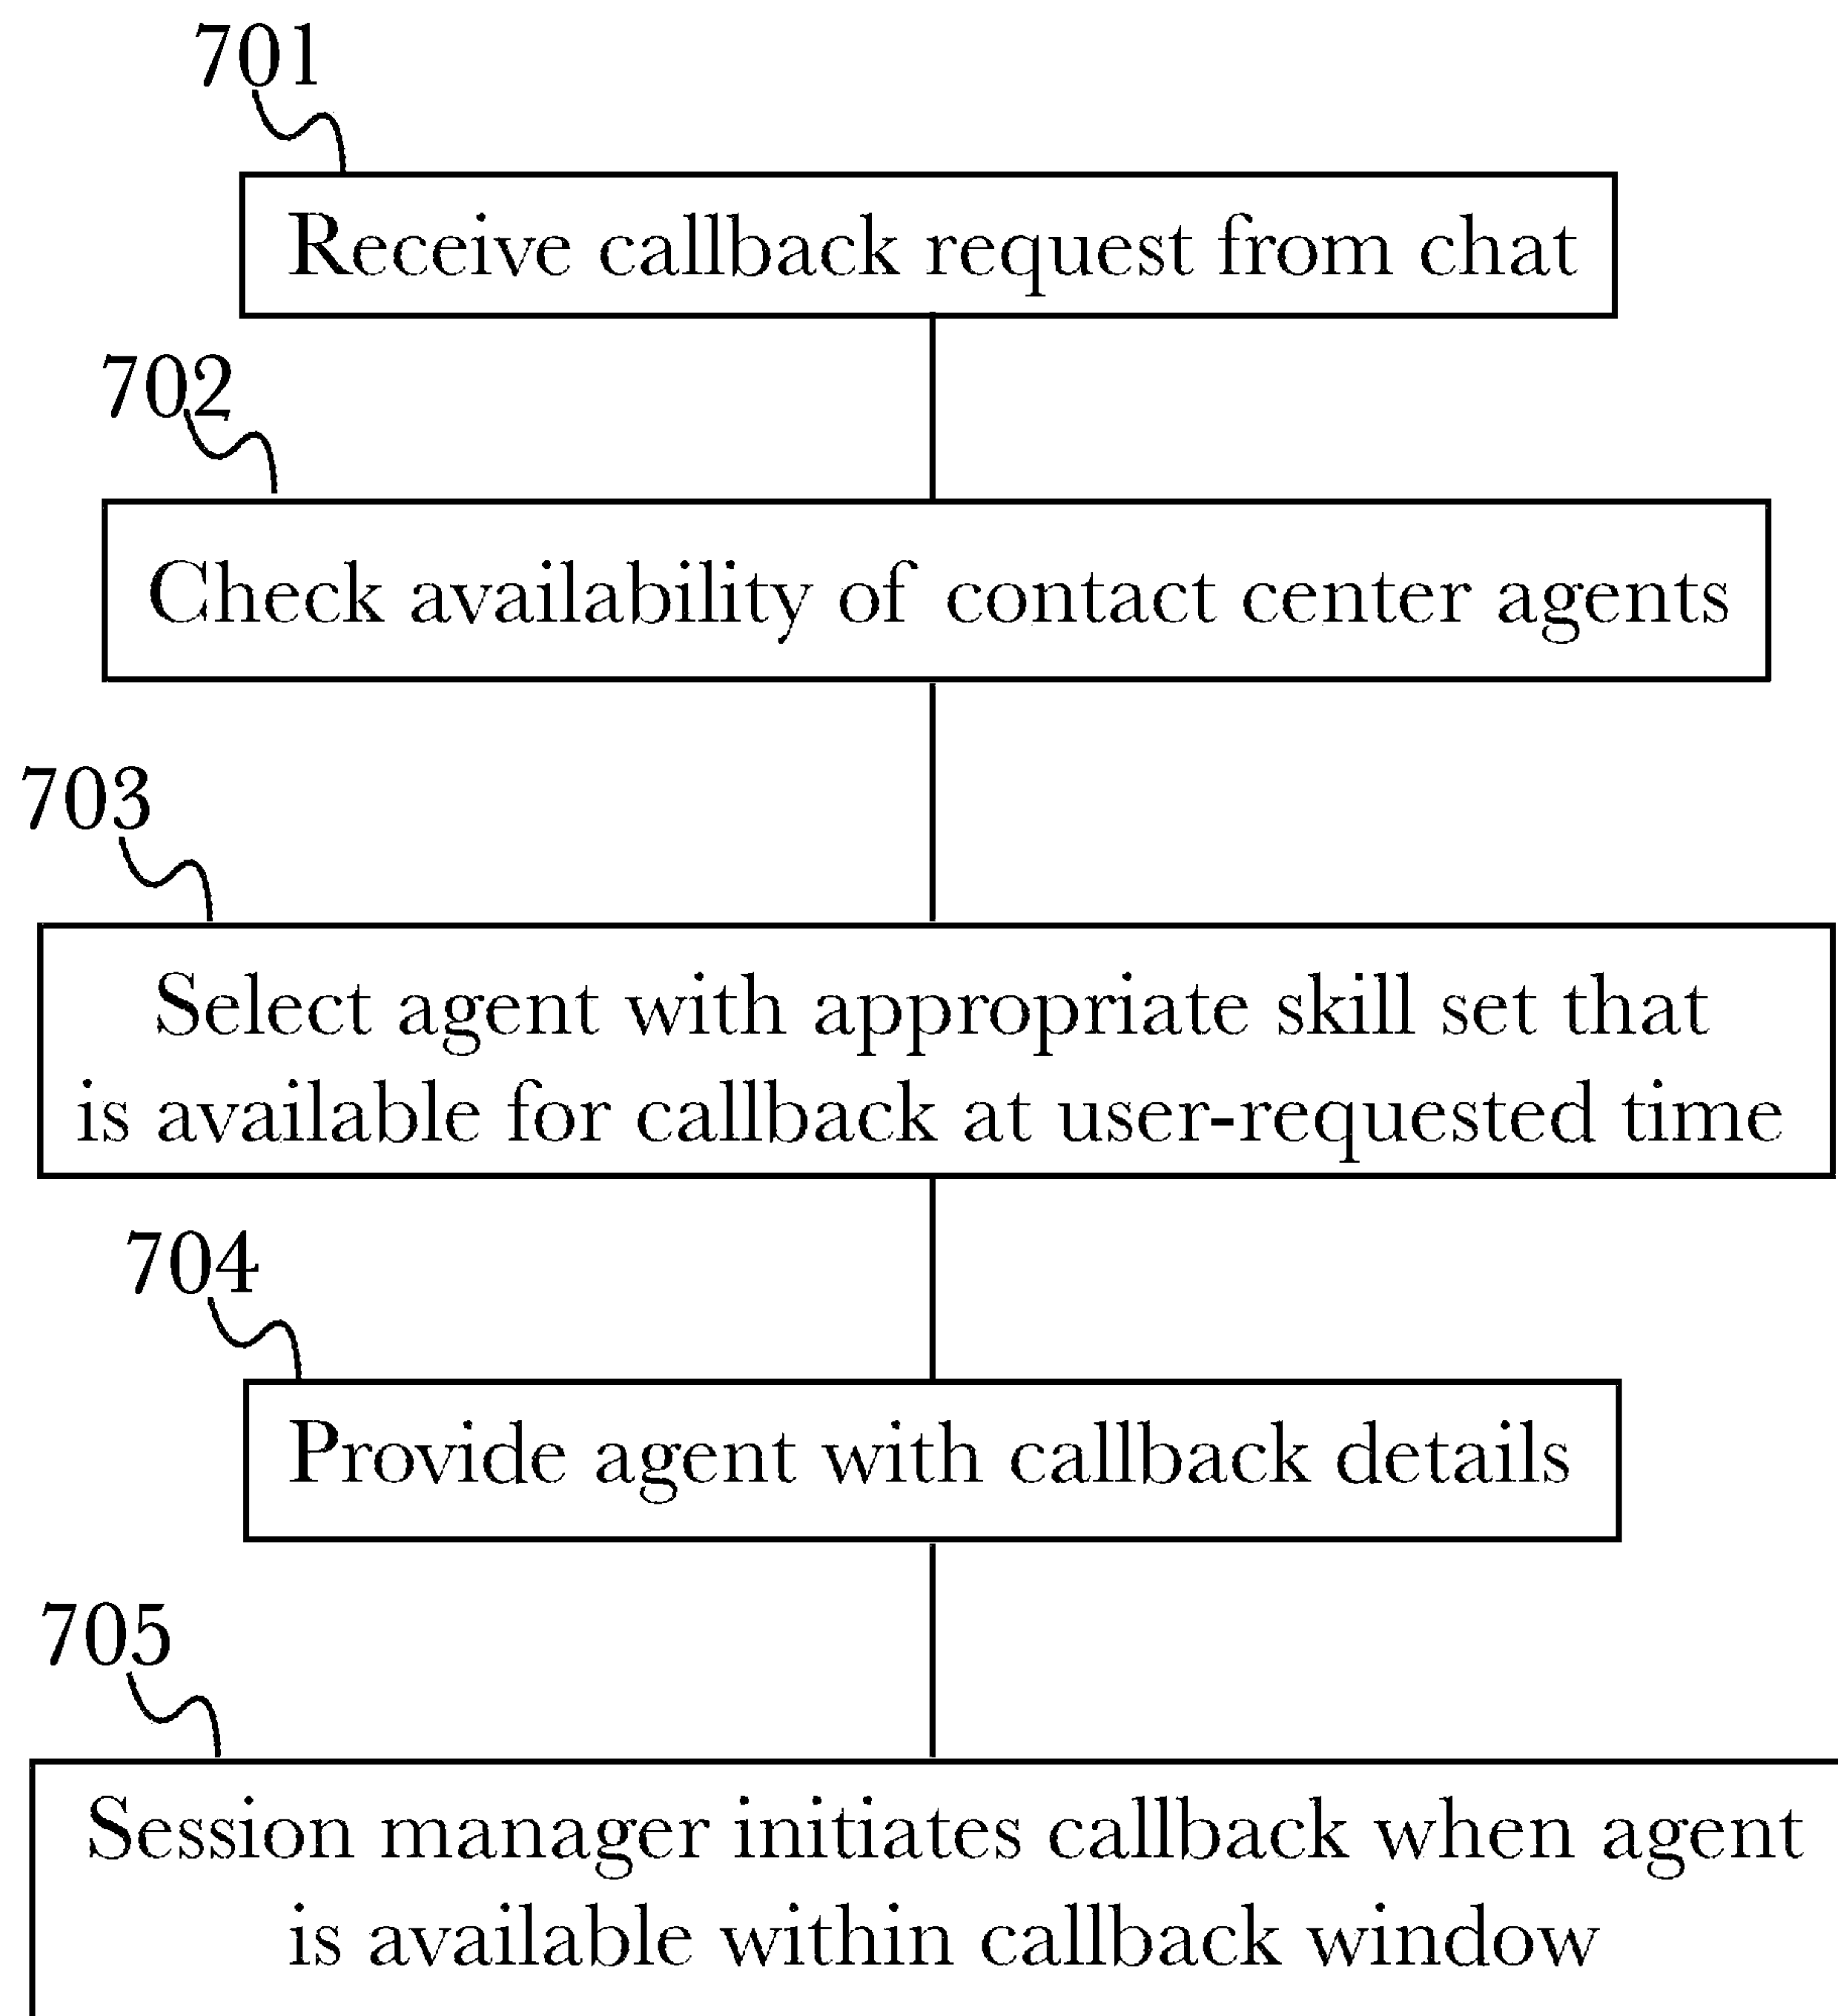 701
Receive callback request from chat
702
Check availability of contact center agents
703
Select agent with appropriate skill set that
is available for callback at user-requested time
704
Provide agent with callback details
705
Session manager initiates callback when agent
is available within callback window